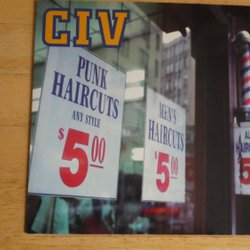 CIV
PUNK
HAIRCUTS
ANY STYLE
$5.00
MEN'S
HAIRCUTS
$5.00